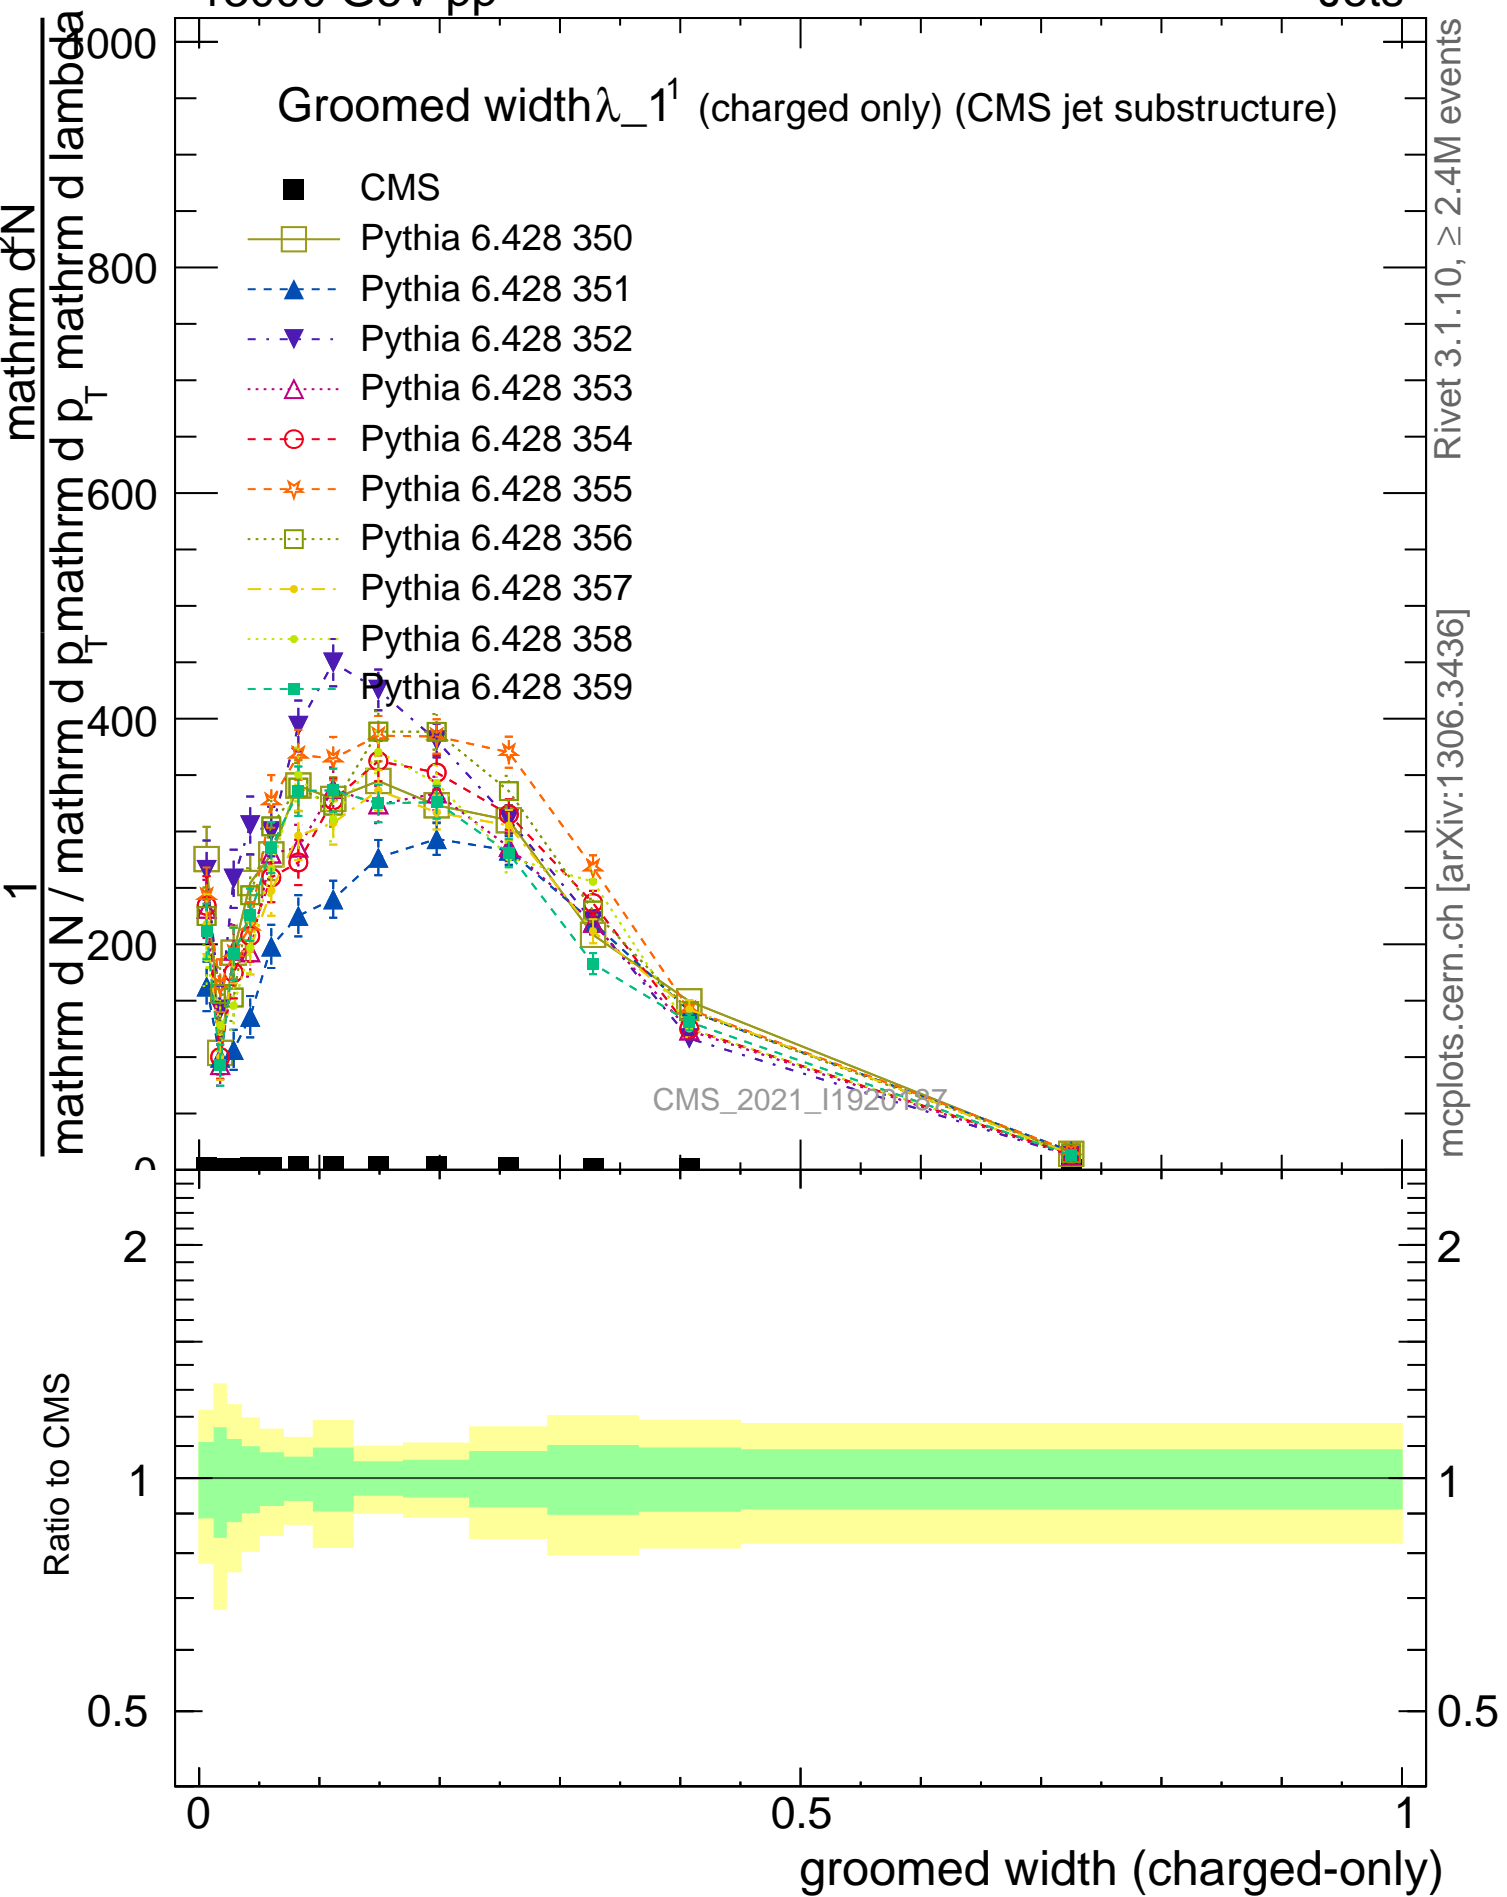 13000 GeV pp
Jets
Groomed width λ_1^1 (charged only) (CMS jet substructure)
CMS
Pythia 6.428 350
Pythia 6.428 351
Pythia 6.428 352
Pythia 6.428 353
Pythia 6.428 354
Pythia 6.428 355
Pythia 6.428 356
Pythia 6.428 357
Pythia 6.428 358
Pythia 6.428 359
1000
800
600
400
200
0
mathrm d^2N
mathrm d p_T mathrm d lambda
1
mathrm d N / mathrm d p_T
CMS_2021_I1920187
Rivet 3.1.10, ≥ 2.4M events
mcplots.cern.ch [arXiv:1306.3436]
Ratio to CMS
2
1
0.5
2
1
0.5
0
0.5
1
groomed width (charged-only)